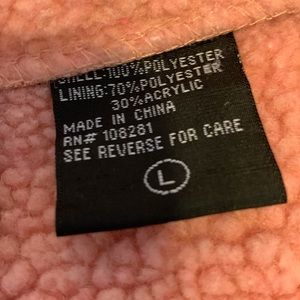 SHELL:100%POLYESTER
LINING:70%POLYESTER
30%ACRYLIC
MADE IN CHINA
RN# 108281
SEE REVERSE FOR CARE
L